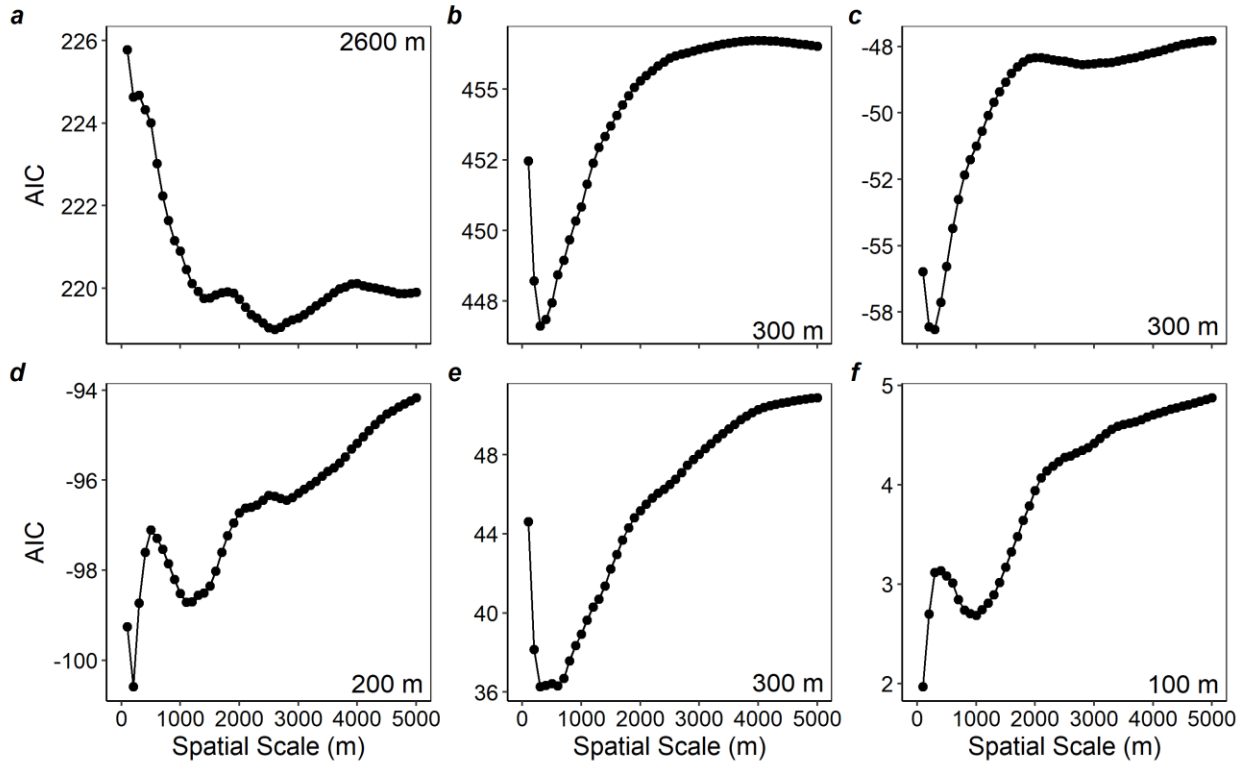 a
2600 m
226
224
222
220
AIC
b
455
452
450
448
300 m
c
-48
-50
-52
-55
-58
300 m
d
-94
-96
-98
-100
AIC
200 m
0 1000 2000 3000 4000 5000
Spatial Scale (m)
e
48
44
40
36
300 m
0 1000 2000 3000 4000 5000
Spatial Scale (m)
f
5
4
3
2
100 m
0 1000 2000 3000 4000 5000
Spatial Scale (m)